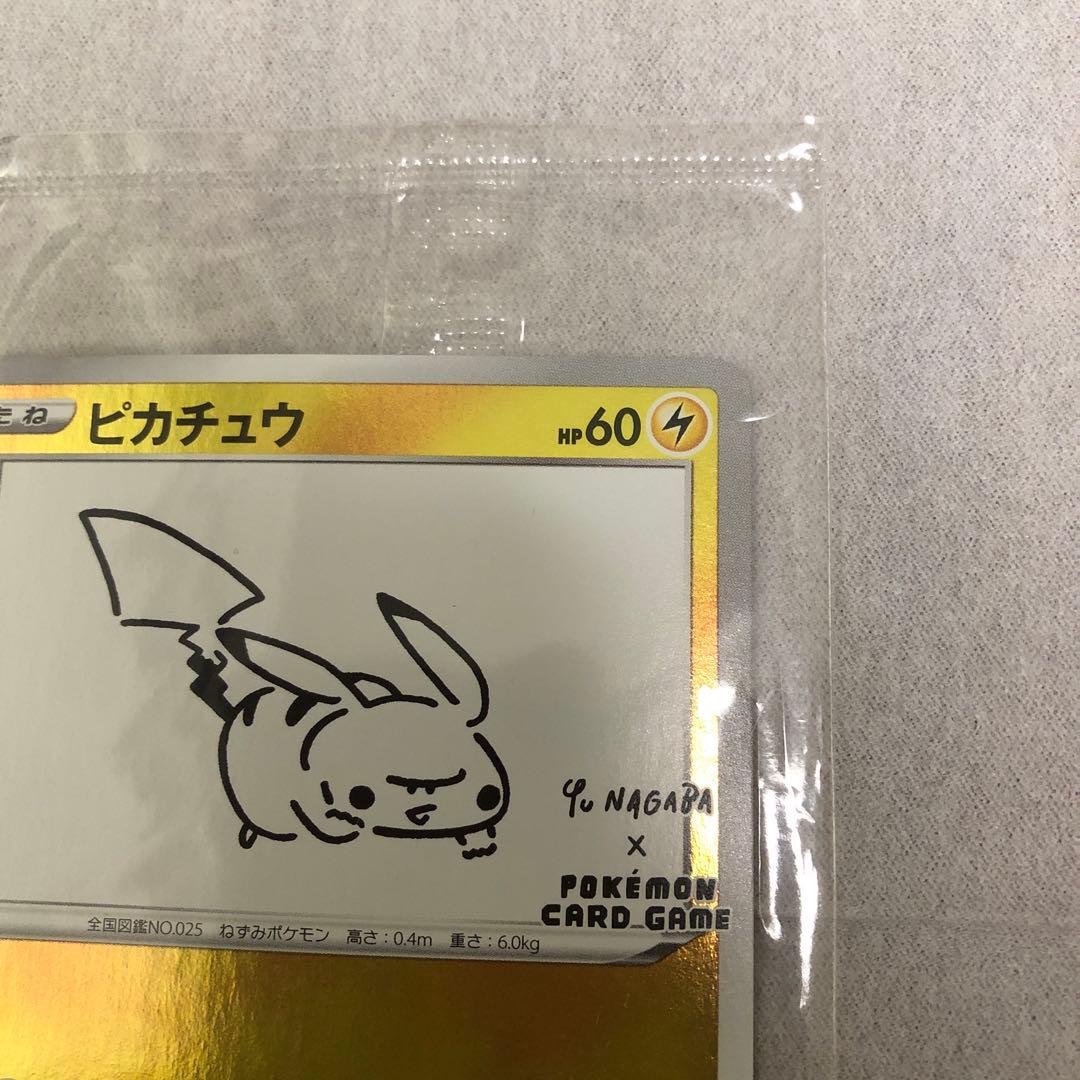 たね ピカチュウ HP60
Yu NAGABA
×
POKÉMON
CARD GAME
全国図鑑NO.025 ねずみポケモン 高さ:0.4m 重さ:6.0kg